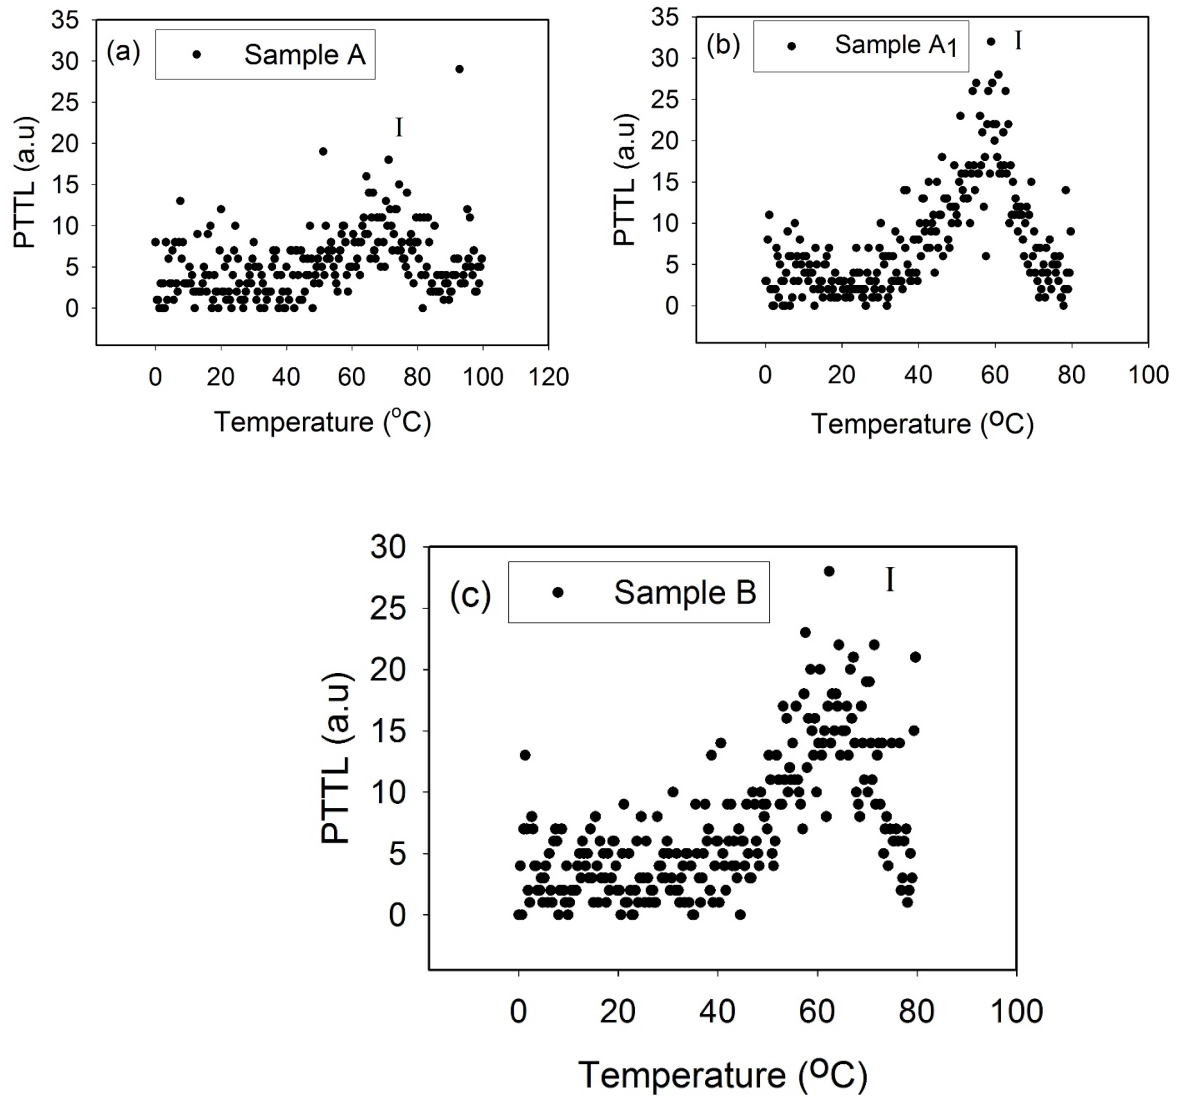 (a)
Sample A
I
PTTL (a.u)
35
30
25
20
15
10
5
0
0 20 40 60 80 100 120
Temperature (°C)
(b)
Sample A1
I
PTTL (a.u)
35
30
25
20
15
10
5
0
0 20 40 60 80 100
Temperature (ºC)
(c)
Sample B
I
PTTL (a.u)
30
25
20
15
10
5
0
0 20 40 60 80 100
Temperature (ºC)